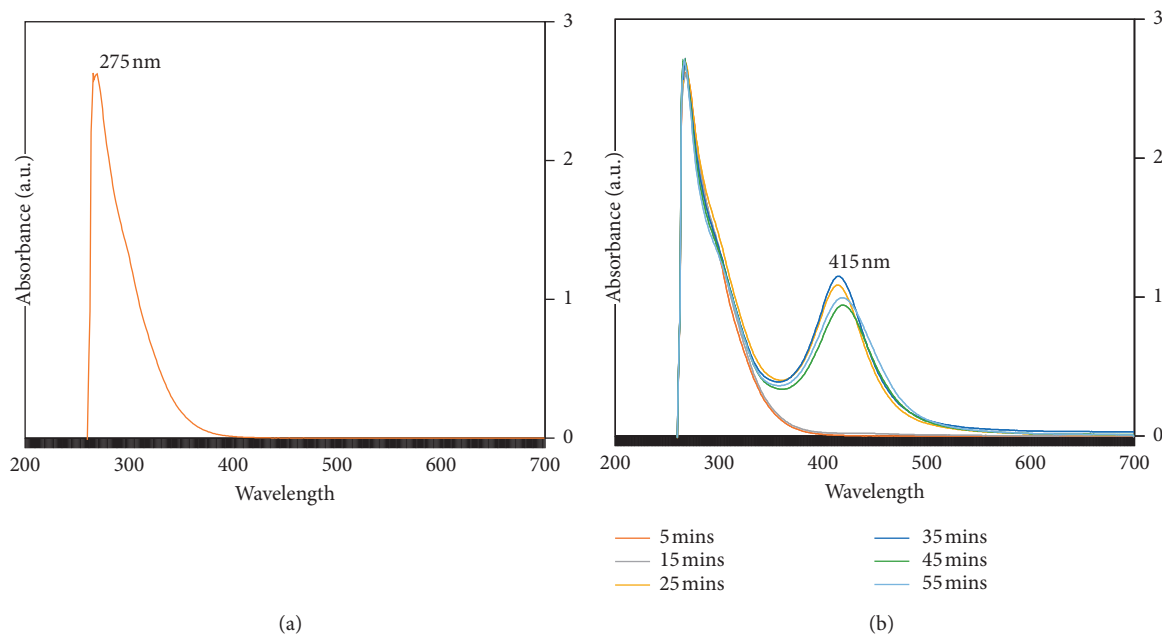 275 nm
3
2
1
0
Absorbance (a.u.)
200 300 400 500 600 700
Wavelength
(a)
415 nm
3
2
1
0
Absorbance (a.u.)
200 300 400 500 600 700
Wavelength
5 mins 35 mins
15 mins 45 mins
25 mins 55 mins
(b)